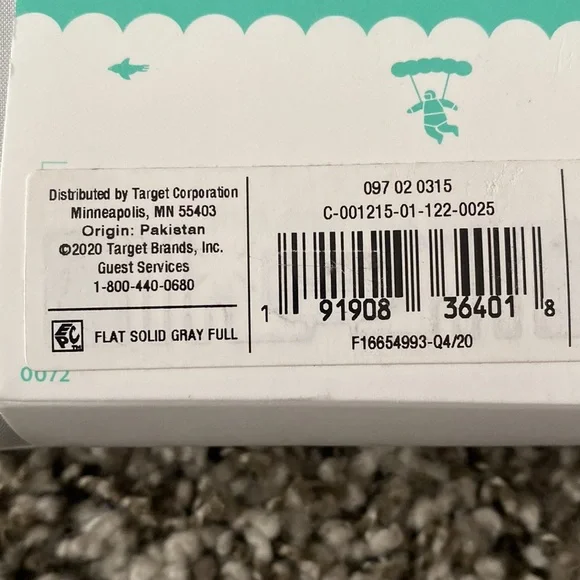 Distributed by Target Corporation
Minneapolis, MN 55403
Origin: Pakistan
©2020 Target Brands, Inc.
Guest Services
1-800-440-0680
EPC™ FLAT SOLID GRAY FULL
097 02 0315
C-001215-01-122-0025
1 91908 36401 8
F16654993-Q4/20
0072